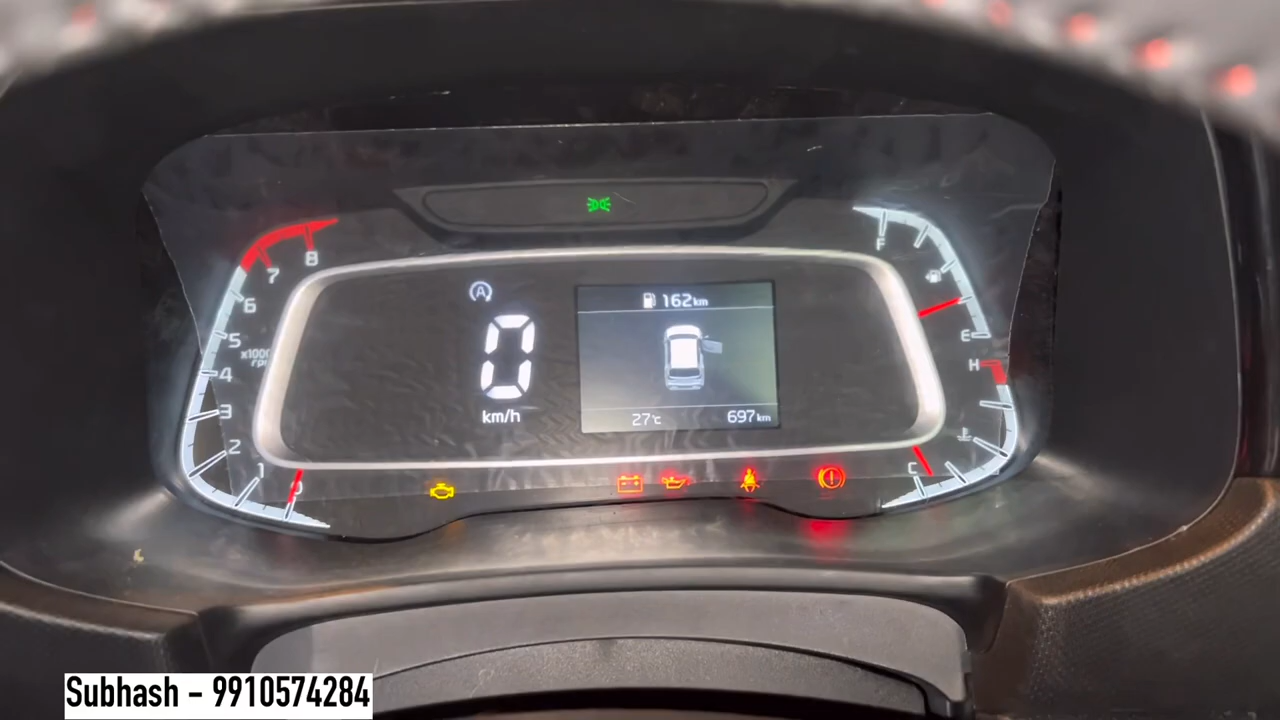 8
7
6
5
4
3
2
1
0
x1000
rpm
A
0
km/h
162km
27℃
697km
F
E
H
C
Subhash - 9910574284